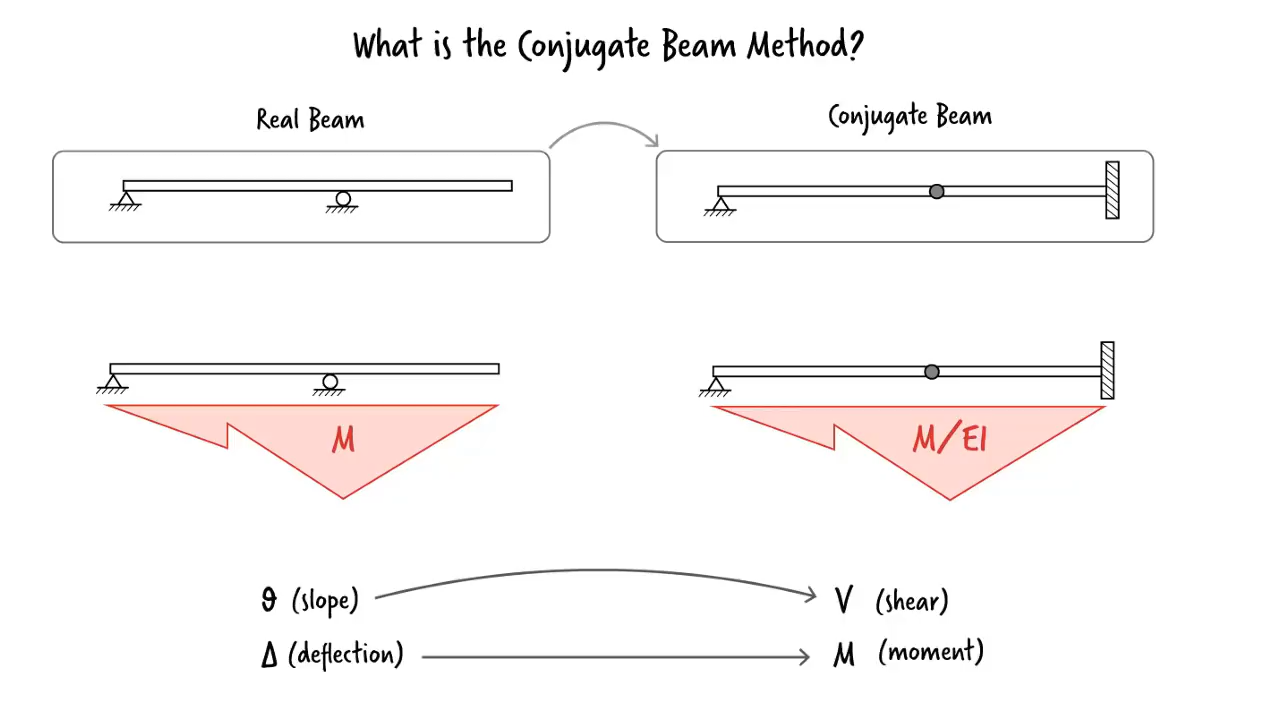 What is the Conjugate Beam Method?
Real Beam
Conjugate Beam
M
M/EI
ϑ (slope)
V (shear)
Δ (deflection)
M (moment)